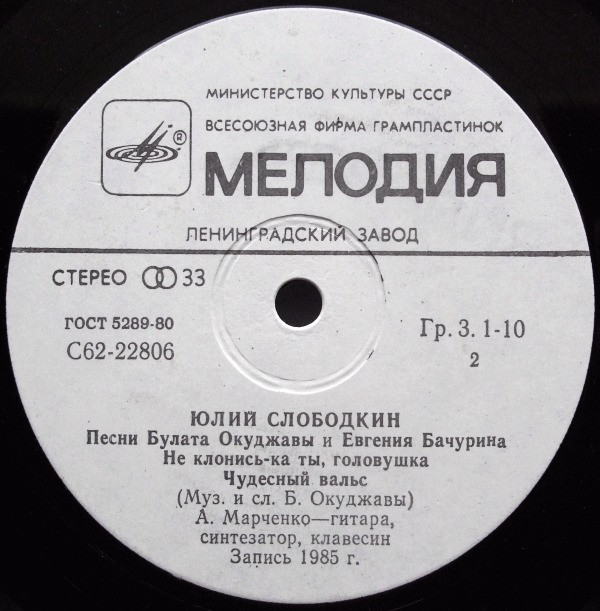 МИНИСТЕРСТВО КУЛЬТУРЫ СССР
ВСЕСОЮЗНАЯ ФИРМА ГРАМПЛАСТИНОК
®
МЕЛОДИЯ
ЛЕНИНГРАДСКИЙ ЗАВОД
СТЕРЕО 33
ГОСТ 5289-80
С62-22806
Гр. 3. 1-10
2
ЮЛИЙ СЛОБОДКИН
Песни Булата Окуджавы и Евгения Бачурина
Не клонись-ка ты, головушка
Чудесный вальс
(Муз. и сл. Б. Окуджавы)
А. Марченко—гитара,
синтезатор, клавесин
Запись 1985 г.